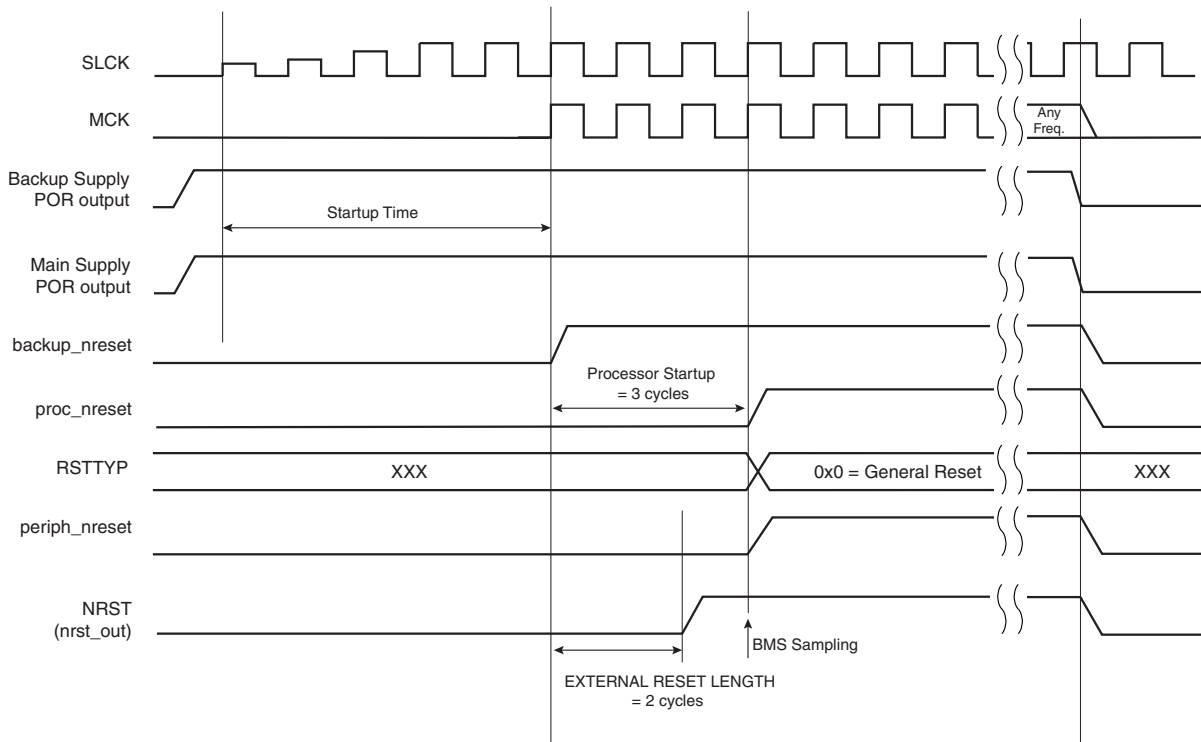 SLCK
MCK
Any
Freq.
Backup Supply
POR output
Startup Time
Main Supply
POR output
backup_nreset
Processor Startup
= 3 cycles
proc_nreset
RSTTYP
XXX
0x0 = General Reset
XXX
periph_nreset
NRST
(nrst_out)
BMS Sampling
EXTERNAL RESET LENGTH
= 2 cycles